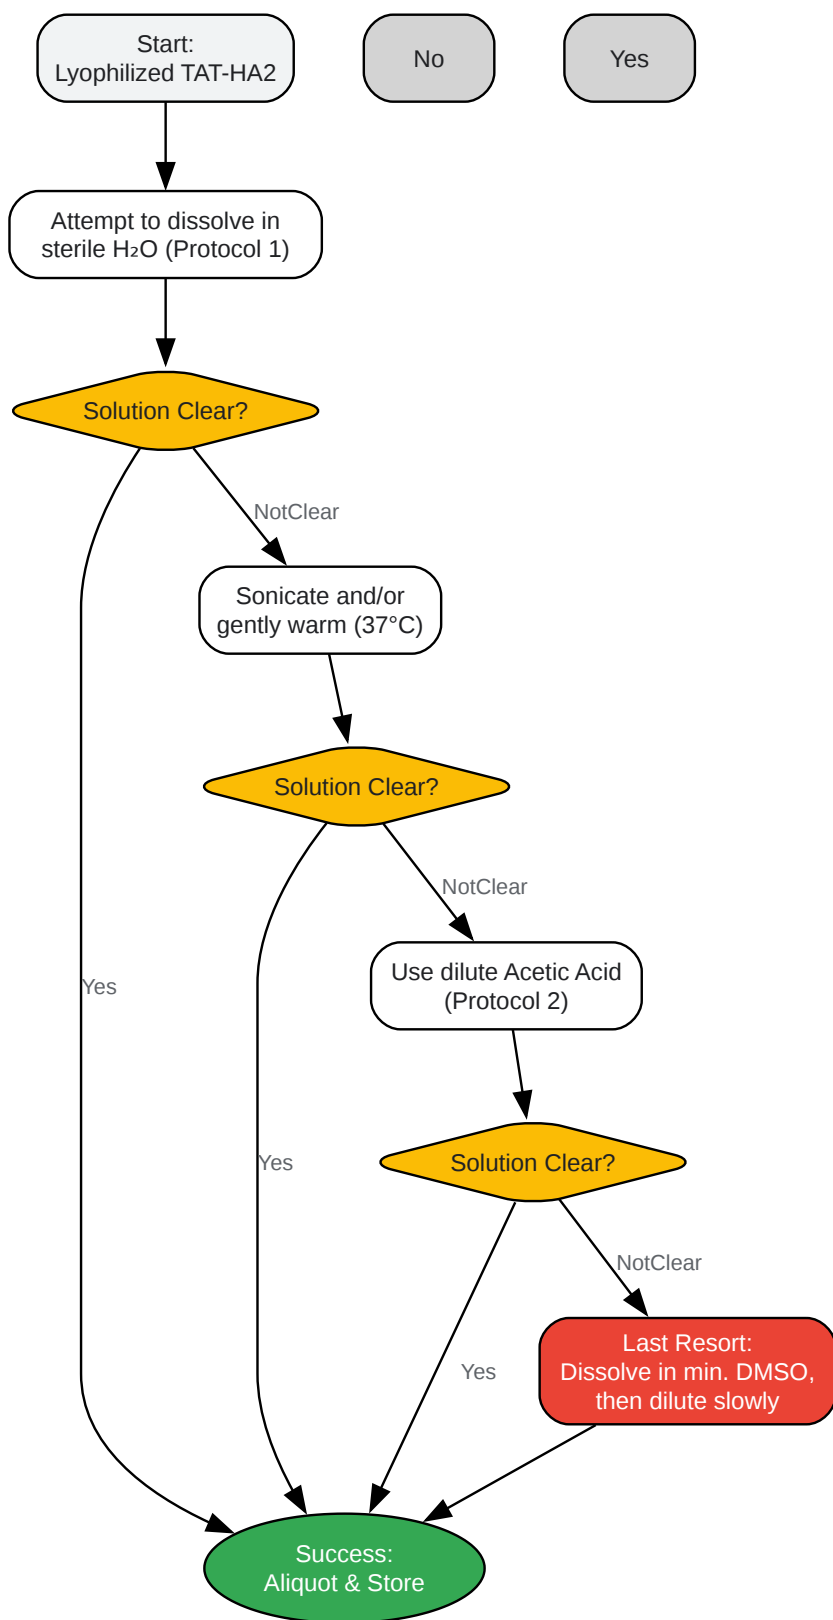 Start:
Lyophilized TAT-HA2
No
Yes
Attempt to dissolve in
sterile H₂O (Protocol 1)
Solution Clear?
NotClear
Sonicate and/or
gently warm (37°C)
Solution Clear?
NotClear
Yes
Use dilute Acetic Acid
(Protocol 2)
Solution Clear?
Yes
NotClear
Last Resort:
Dissolve in min. DMSO,
then dilute slowly
Yes
Success:
Aliquot & Store